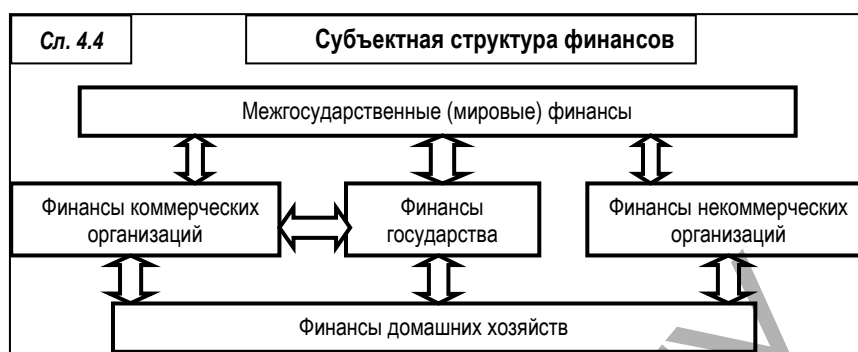 Сл. 4.4
Субъектная структура финансов
Межгосударственные (мировые) финансы
Финансы коммерческих
организаций
Финансы
государства
Финансы некоммерческих
организаций
Финансы домашних хозяйств